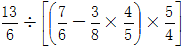 13/6 ÷ [(7/6 − 3/8 × 4/5) × 5/4]